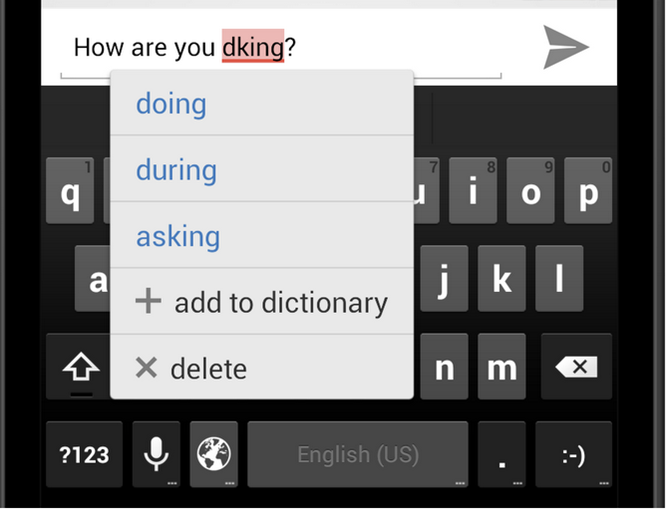 How are you dking?
doing
during
asking
add to dictionary
delete
1 7 8 9 0
q u i o p
a j k l
n m
?123 English (US) . :-)